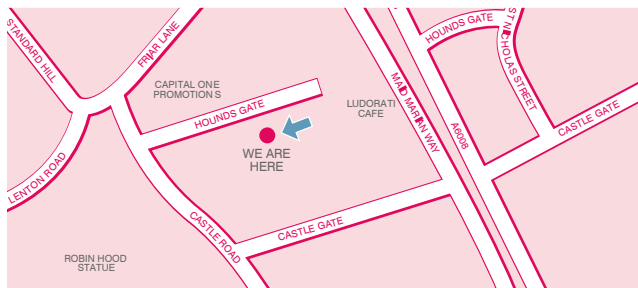 STANDARD HILL
FRIAR LANE
HOUNDS GATE
ST NICHOLAS STREET
CAPITAL ONE
PROMOTIONS
HOUNDS GATE
LUDORATI
CAFE
MAID MARIAN WAY
A6008
CASTLE GATE
WE ARE
HERE
LENTON ROAD
CASTLE ROAD
CASTLE GATE
ROBIN HOOD
STATUE